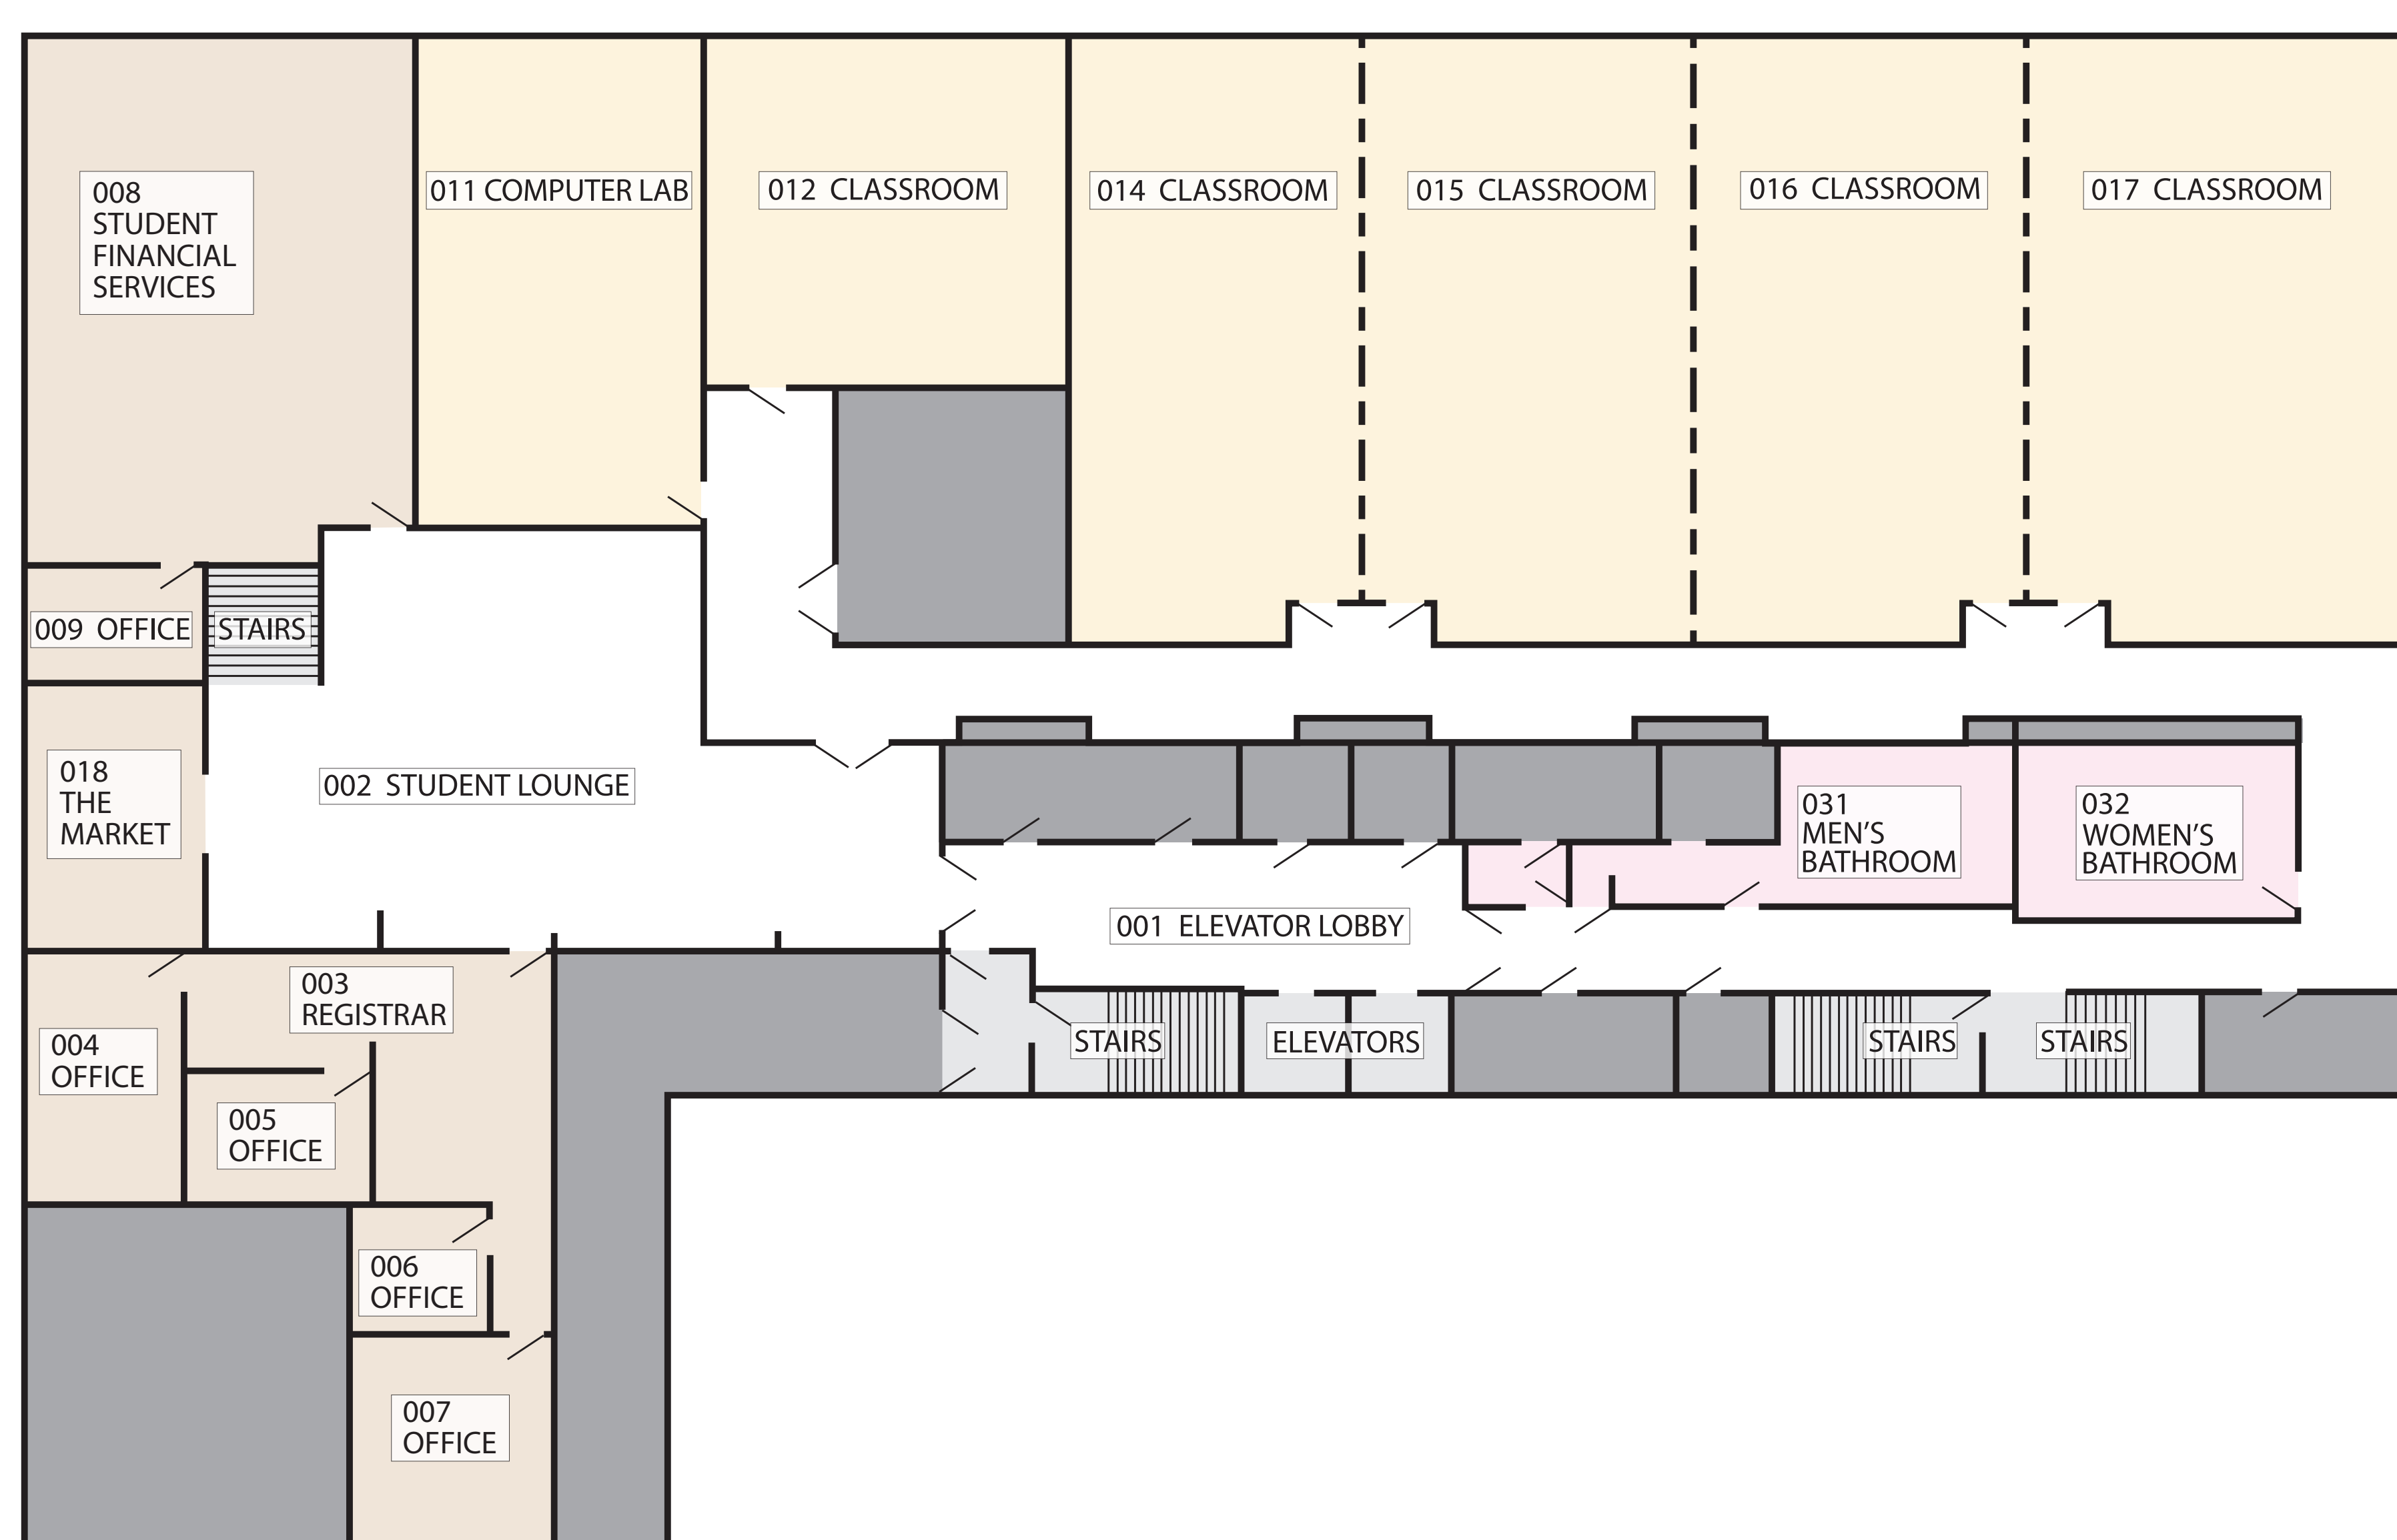 008
STUDENT
FINANCIAL
SERVICES
011 COMPUTER LAB
012 CLASSROOM
014 CLASSROOM
015 CLASSROOM
016 CLASSROOM
017 CLASSROOM
009 OFFICE
STAIRS
018
THE
MARKET
002 STUDENT LOUNGE
031
MEN'S
BATHROOM
032
WOMEN'S
BATHROOM
001 ELEVATOR LOBBY
003
REGISTRAR
004
OFFICE
STAIRS
ELEVATORS
STAIRS
STAIRS
005
OFFICE
006
OFFICE
007
OFFICE